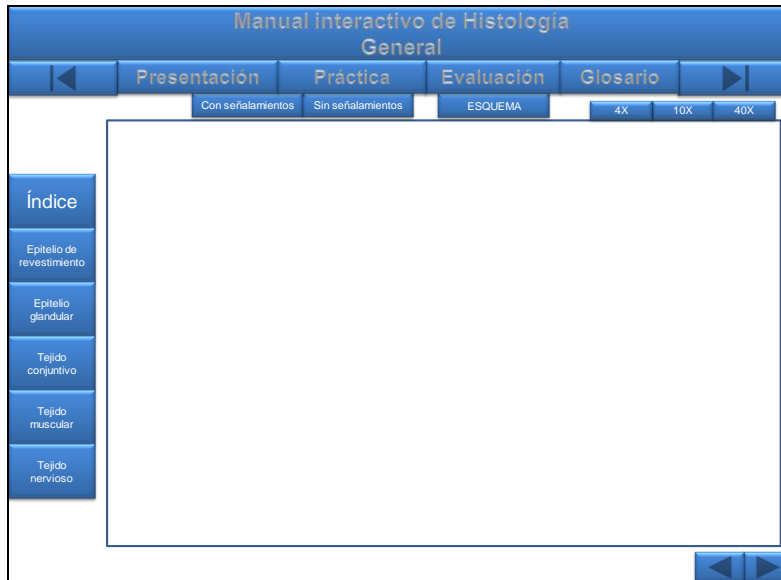 Manual interactivo de Histología
General
Presentación Práctica Evaluación Glosario
Con señalamientos Sin señalamientos ESQUEMA 4X 10X 40X
Índice
Epitelio de
revestimiento
Epitelio
glandular
Tejido
conjuntivo
Tejido
muscular
Tejido
nervioso